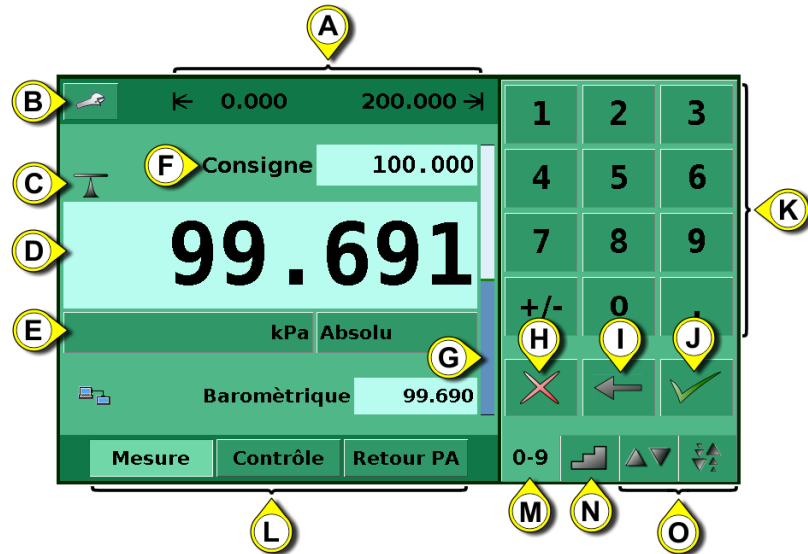 A
B
0.000 200.000
1 2 3
F Consigne 100.000
C
4 5 6
K
D
99.691
7 8 9
E
kPa Absolu
+/- 0 .
G
H I J
Baromètrique 99.690
Mesure Contrôle Retour PA
0-9
L
M N O